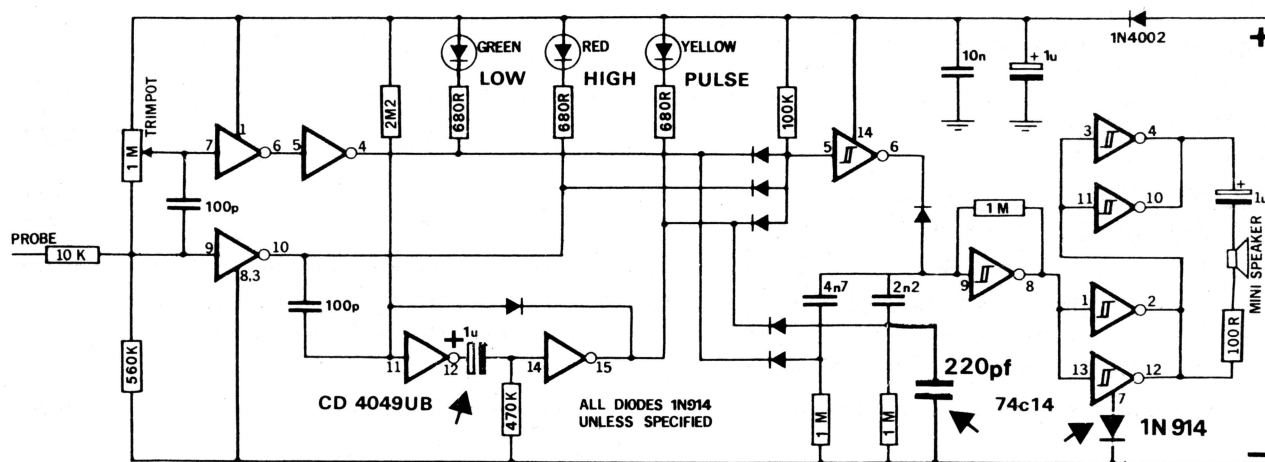 1N4002
+
GREEN
LOW
RED
HIGH
YELLOW
PULSE
10n
+
1u
TRIMPOT
1 M
2M2
680R
680R
680R
100K
1
14
7
6
5
4
5
6
3
4
100p
11
10
+
1u
PROBE
10 K
9
10
8,3
1 M
9
8
MINI SPEAKER
4n7
2n2
100p
1
2
100R
+
1u
+
11
12
14
15
13
12
7
560K
CD 4049UB
470K
ALL DIODES 1N914
UNLESS SPECIFIED
1 M
1 M
220pf
74c14
1N 914
−